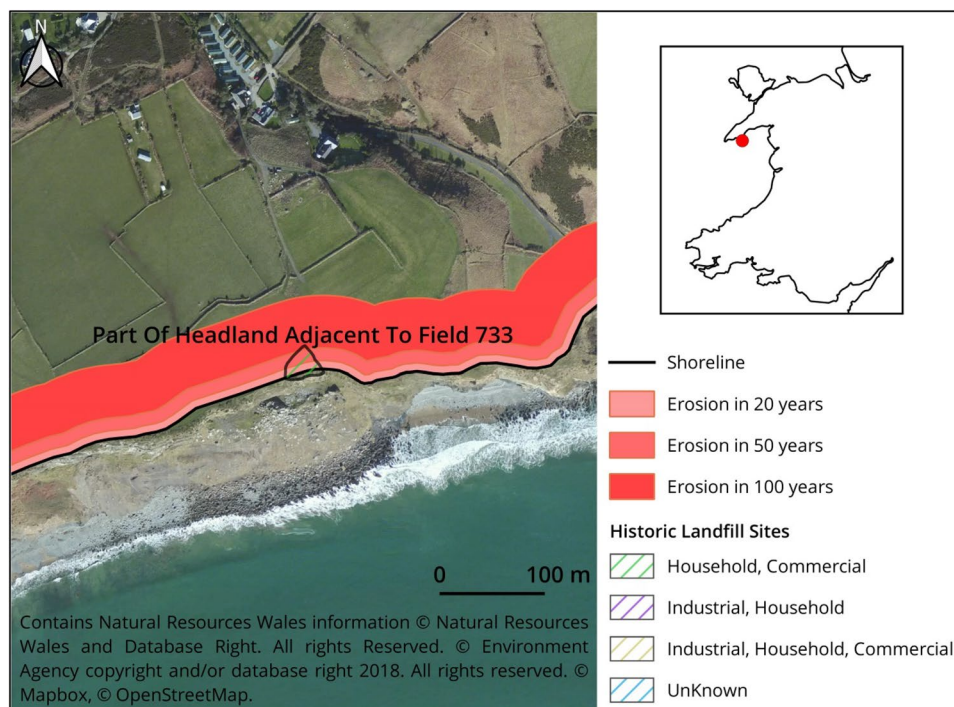 N
Part Of Headland Adjacent To Field 733
0 100 m
Contains Natural Resources Wales information © Natural Resources
Wales and Database Right. All rights Reserved. © Environment
Agency copyright and/or database right 2018. All rights reserved. ©
Mapbox, © OpenStreetMap.
Shoreline
Erosion in 20 years
Erosion in 50 years
Erosion in 100 years
Historic Landfill Sites
Household, Commercial
Industrial, Household
Industrial, Household, Commercial
UnKnown